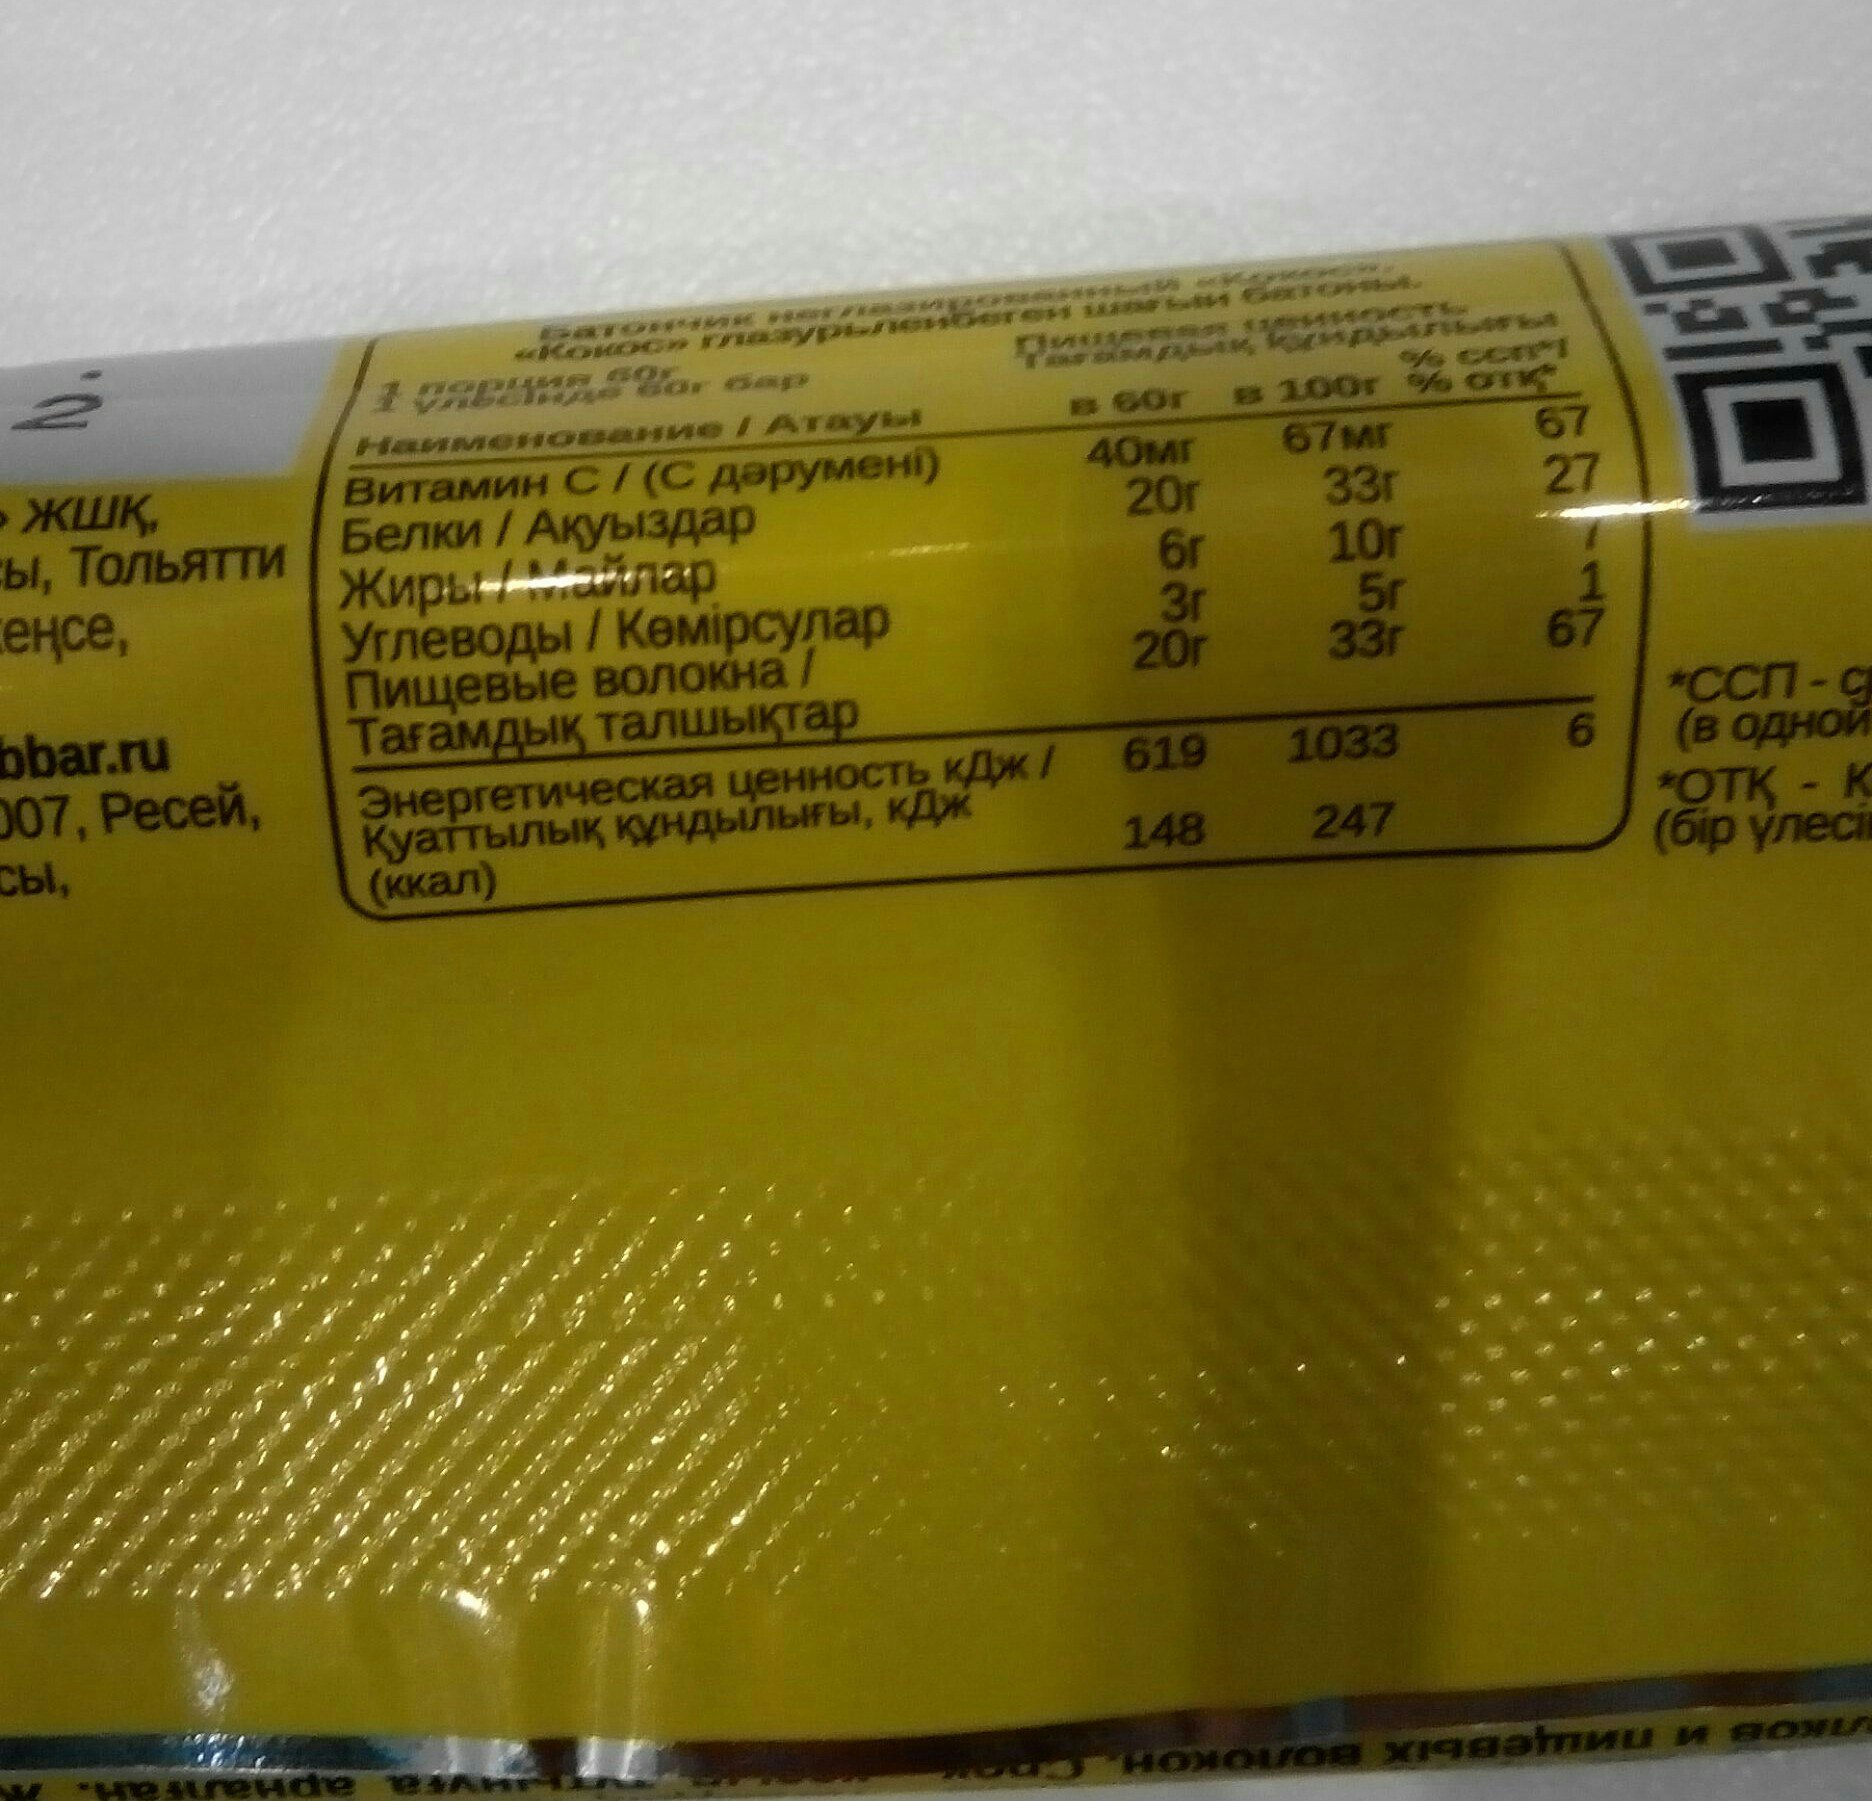 Батончик неглазированный «Кокос».
«Кокос» глазурьленбеген шағын батоны.
1 порция 60г
1 үлесінде 60г бар
Пищевая ценность
Тағамдық құндылығы
Наименование / Атауы в 60г в 100г % ССП*/ % ОТҚ*
Витамин С / (С дәрумені) 40мг 67мг 67
Белки / Ақуыздар 20г 33г 27
Жиры / Майлар 6г 10г 7
Углеводы / Көмірсулар 3г 5г 1
Пищевые волокна / 20г 33г 67
Тағамдық талшықтар
Энергетическая ценность кДж / 619 1033 6
Қуаттылық құндылығы, кДж
(ккал) 148 247
2.
» ЖШҚ,
сы, Тольятти
кеңсе,
bbar.ru
007, Ресей,
сы,
*ССП - с
(в одной
*ОТҚ - К
(бір үлесі
лков и пищевых волокон. Срок
арналған. Ж